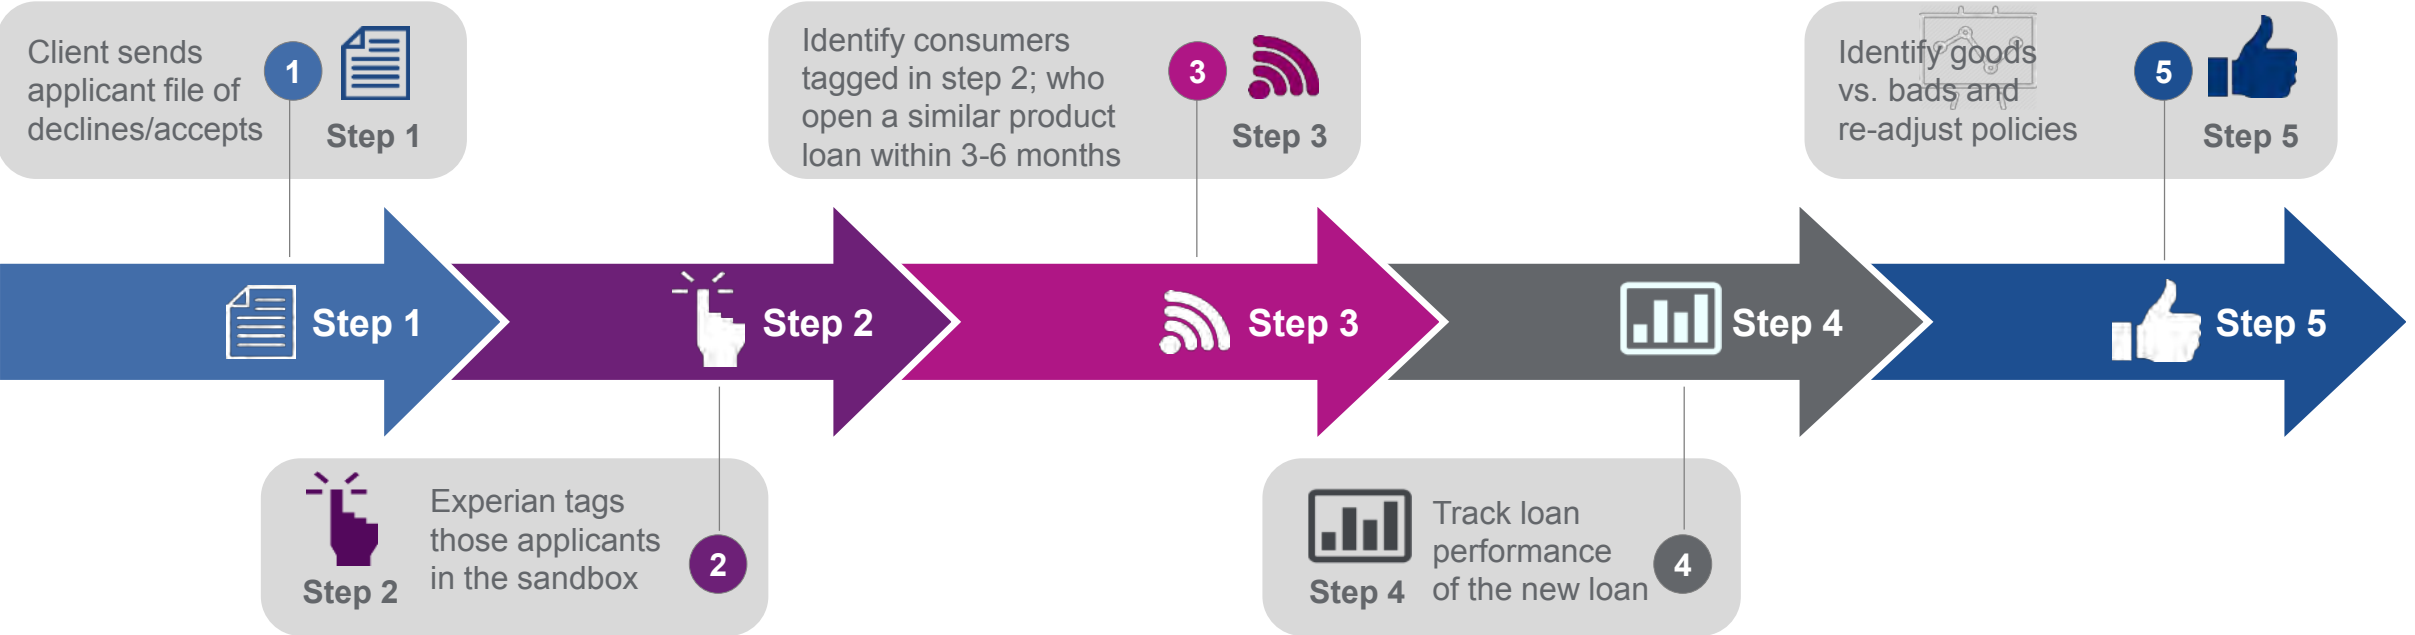 Client sends
applicant file of
declines/accepts
1
Step 1
Identify consumers
tagged in step 2; who
open a similar product
loan within 3-6 months
3
Step 3
Identify goods
vs. bads and
re-adjust policies
5
Step 5
Step 1
Step 2
Step 3
Step 4
Step 5
Step 2
Experian tags
those applicants
in the sandbox
2
Step 4
Track loan
performance
of the new loan
4